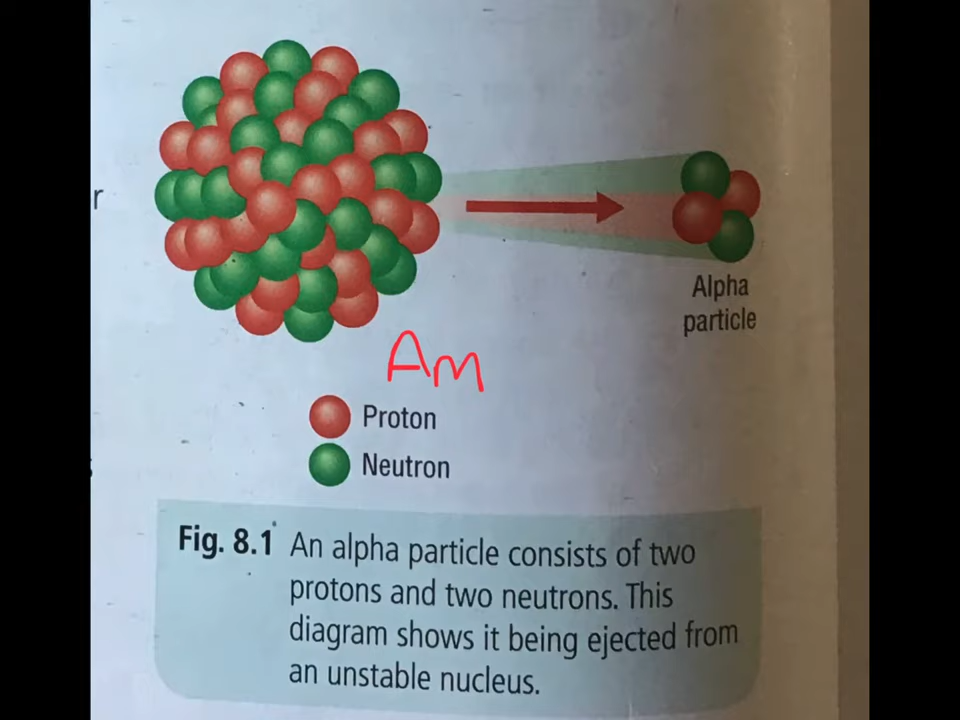 r
Alpha
particle
Am
Proton
Neutron
Fig. 8.1 An alpha particle consists of two
protons and two neutrons. This
diagram shows it being ejected from
an unstable nucleus.